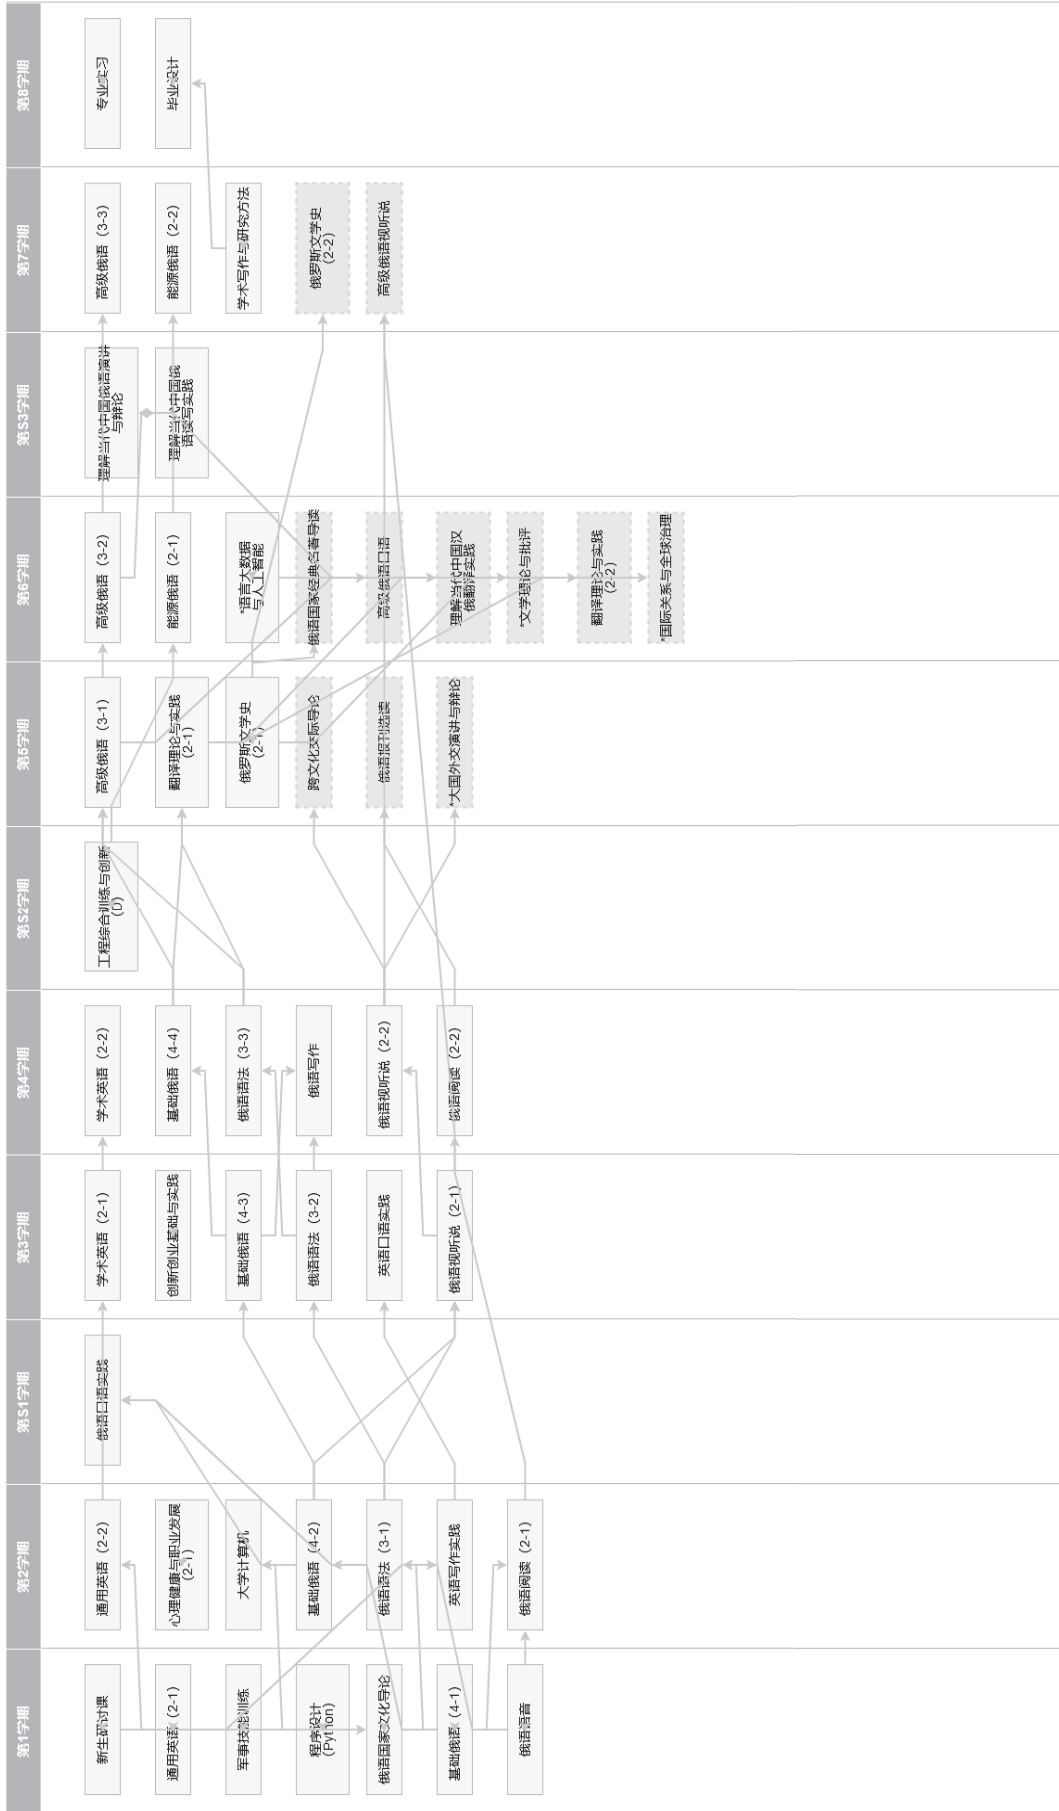 第1学期
新生研讨课
通用英语（2-1）
军事技能训练
程序设计
（Python）
俄语国家文化导论
基础俄语（4-1）
俄语语音
第2学期
通用英语（2-2）
心理健康与职业发展
（2-1）
大学计算机
基础俄语（4-2）
俄语语法（3-1）
英语写作实践
俄语阅读（2-1）
第S1学期
俄语口语实践
第3学期
学术英语（2-1）
创新创业基础与实践
基础俄语（4-3）
俄语语法（3-2）
英语口语实践
俄语视听说（2-1）
第4学期
学术英语（2-2）
基础俄语（4-4）
俄语语法（3-3）
俄语写作
俄语视听说（2-2）
俄语阅读（2-2）
第S2学期
工程综合训练与创新
（D）
第5学期
高级俄语（3-1）
翻译理论与实践
（2-1）
俄罗斯文学史
（2-1）
跨文化交际导论
俄语报刊选读
*大国外交演讲与辩论
第6学期
高级俄语（3-2）
能源俄语（2-1）
*语言大数据
与人工智能
俄语国家经典名著导读
高级俄语口语
理解当代中国汉
俄翻译实践
*文学理论与批评
翻译理论与实践
（2-2）
*国际关系与全球治理
第S3学期
理解当代中国俄语演讲
与辩论
理解当代中国俄
语读写实践
第7学期
高级俄语（3-3）
能源俄语（2-2）
学术写作与研究方法
俄罗斯文学史
（2-2）
高级俄语视听说
第8学期
专业实习
毕业设计